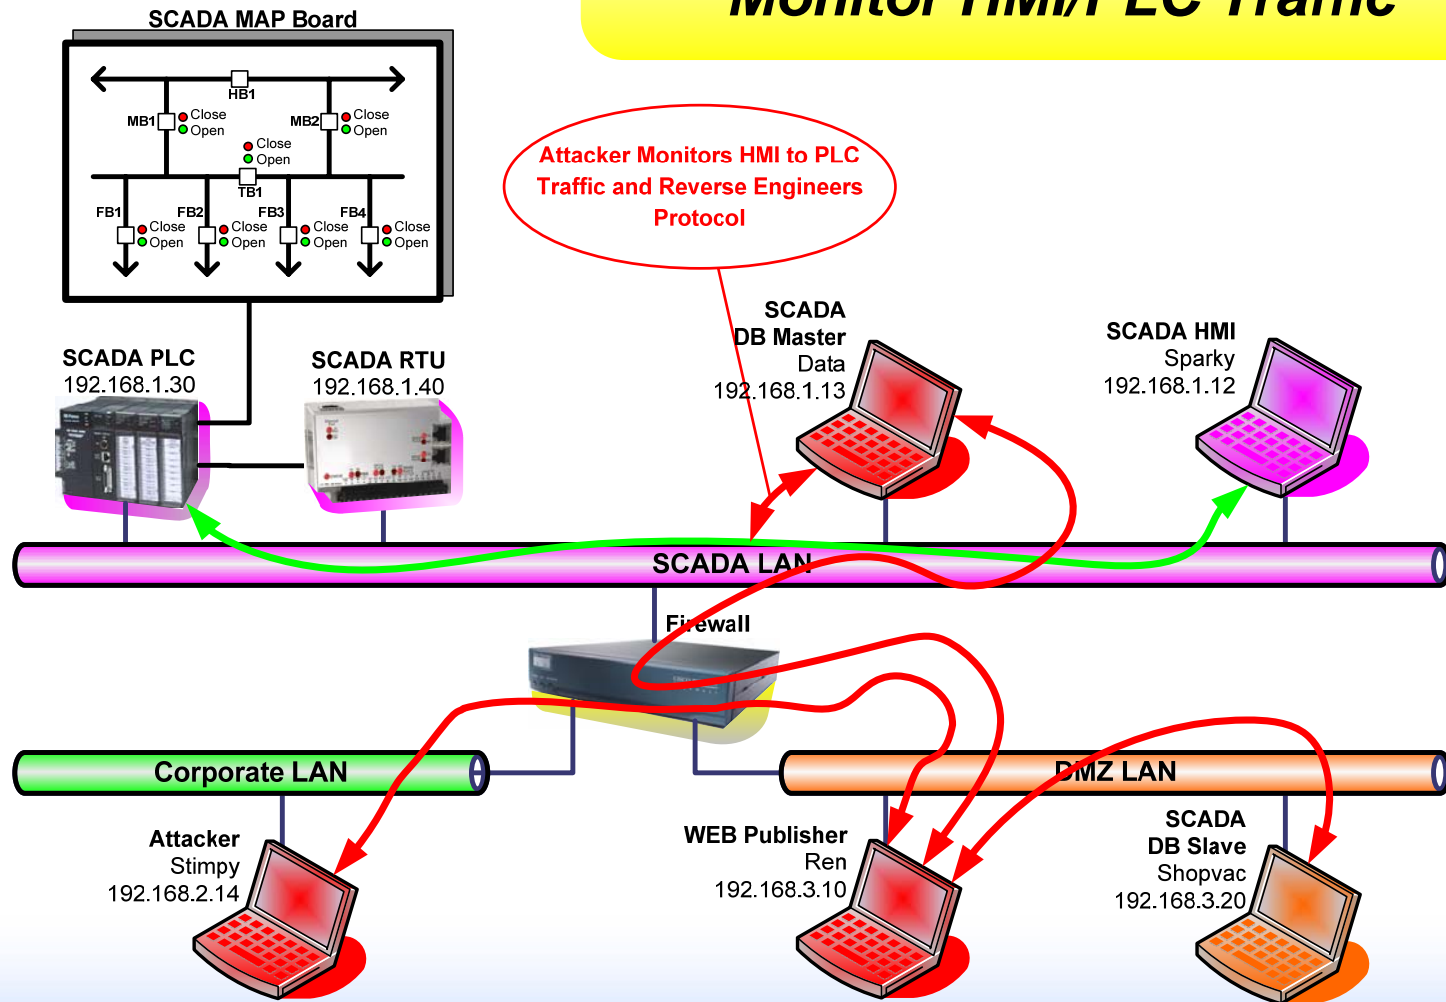 Monitor HMI/PLC Traffic
SCADA MAP Board
HB1
MB1
Close
Open
MB2
Close
Open
Close
Open
TB1
FB1
Close
Open
FB2
Close
Open
FB3
Close
Open
FB4
Close
Open
Attacker Monitors HMI to PLC
Traffic and Reverse Engineers
Protocol
SCADA PLC
192.168.1.30
SCADA RTU
192.168.1.40
SCADA
DB Master
Data
192.168.1.13
SCADA HMI
Sparky
192.168.1.12
SCADA LAN
Firewall
Corporate LAN
DMZ LAN
Attacker
Stimpy
192.168.2.14
WEB Publisher
Ren
192.168.3.10
SCADA
DB Slave
Shopvac
192.168.3.20